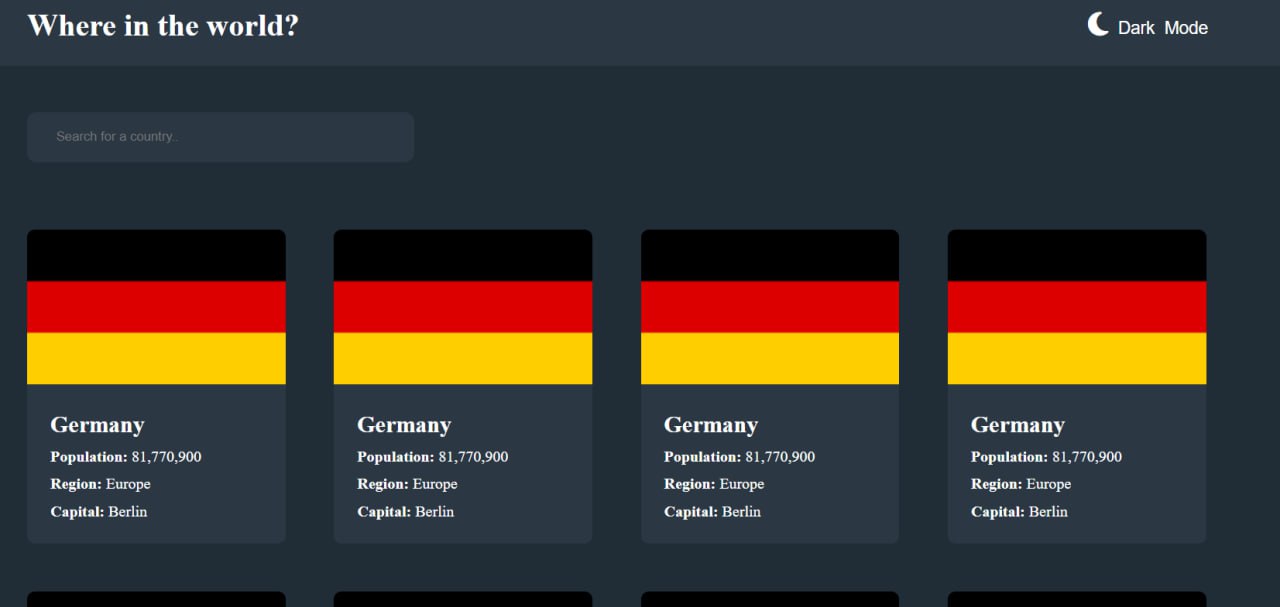 Where in the world?
Dark Mode
Search for a country..
Germany
Population: 81,770,900
Region: Europe
Capital: Berlin
Germany
Population: 81,770,900
Region: Europe
Capital: Berlin
Germany
Population: 81,770,900
Region: Europe
Capital: Berlin
Germany
Population: 81,770,900
Region: Europe
Capital: Berlin